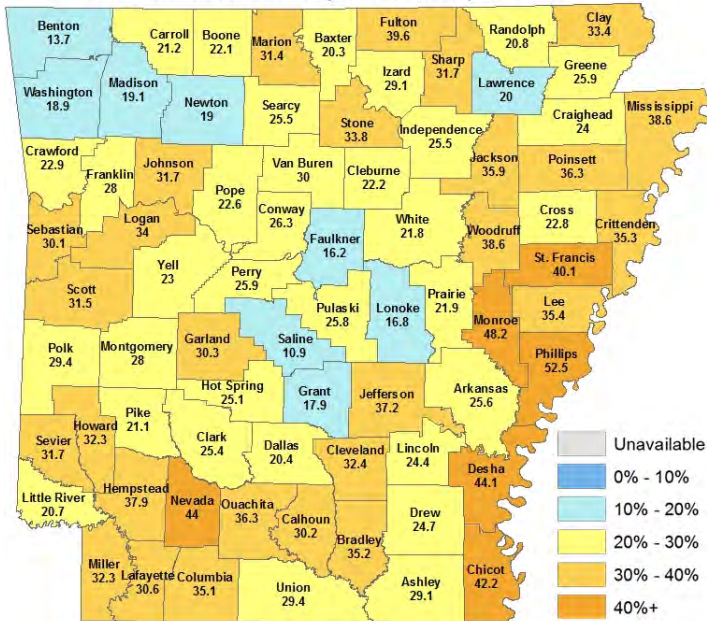 Benton
13.7
Carroll
21.2
Boone
22.1
Marion
31.4
Baxter
20.3
Fulton
39.6
Randolph
20.8
Clay
33.4
Washington
18.9
Madison
19.1
Newton
19
Searcy
25.5
Izard
29.1
Sharp
31.7
Lawrence
20
Greene
25.9
Stone
33.8
Independence
25.5
Craighead
24
Mississippi
38.6
Crawford
22.9
Franklin
28
Johnson
31.7
Pope
22.6
Van Buren
30
Cleburne
22.2
Jackson
35.9
Poinsett
36.3
Sebastian
30.1
Logan
34
Conway
26.3
Faulkner
16.2
White
21.8
Woodruff
38.6
Cross
22.8
Crittenden
35.3
Scott
31.5
Yell
23
Perry
25.9
Pulaski
25.8
Lonoke
16.8
Prairie
21.9
St. Francis
40.1
Monroe
48.2
Lee
35.4
Phillips
52.5
Polk
29.4
Montgomery
28
Garland
30.3
Saline
10.9
Hot Spring
25.1
Grant
17.9
Jefferson
37.2
Arkansas
25.6
Sevier
31.7
Howard
32.3
Pike
21.1
Clark
25.4
Dallas
20.4
Cleveland
32.4
Lincoln
24.4
Desha
44.1
Little River
20.7
Hempstead
37.9
Nevada
44
Ouachita
36.3
Calhoun
30.2
Bradley
35.2
Drew
24.7
Chicot
42.2
Miller
32.3
Lafayette
30.6
Columbia
35.1
Union
29.4
Ashley
29.1
Unavailable
0% - 10%
10% - 20%
20% - 30%
30% - 40%
40%+